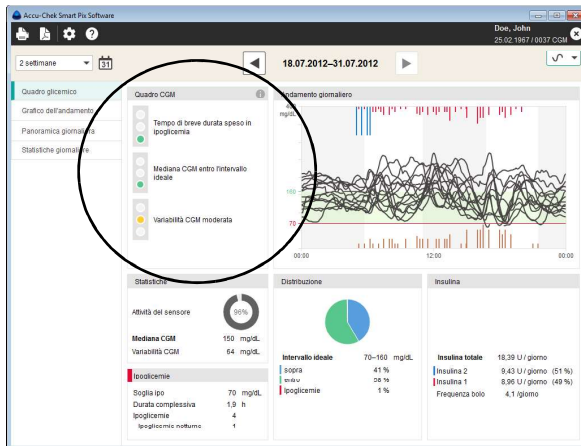 Accu-Chek Smart Pix Software
Doe, John
25.02.1967 / 0037 CGM
2 settimane
31
18.07.2012–31.07.2012
Quadro glicemico
Grafico dell'andamento
Panoramica giornaliera
Statistiche giornaliere
Quadro CGM
Tempo di breve durata speso in
ipoglicemia
Mediana CGM entro l'intervallo
ideale
Variabilità CGM moderata
Andamento giornaliero
mg/dL
160
70
00:00
12:00
00:00
Statistiche
Attività del sensore
96%
Mediana CGM 150 mg/dL
Variabilità CGM 64 mg/dL
Ipoglicemie
Soglia ipo 70 mg/dL
Durata complessiva 1,9 h
Ipoglicemie 4
Ipoglicemie notturne 1
Distribuzione
Intervallo ideale 70–160 mg/dL
sopra 41 %
entro 58 %
Ipoglicemie 1 %
Insulina
Insulina totale 18,39 U / giorno
Insulina 2 9,43 U / giorno (51 %)
Insulina 1 8,96 U / giorno (49 %)
Frequenza bolo 4,1 /giorno